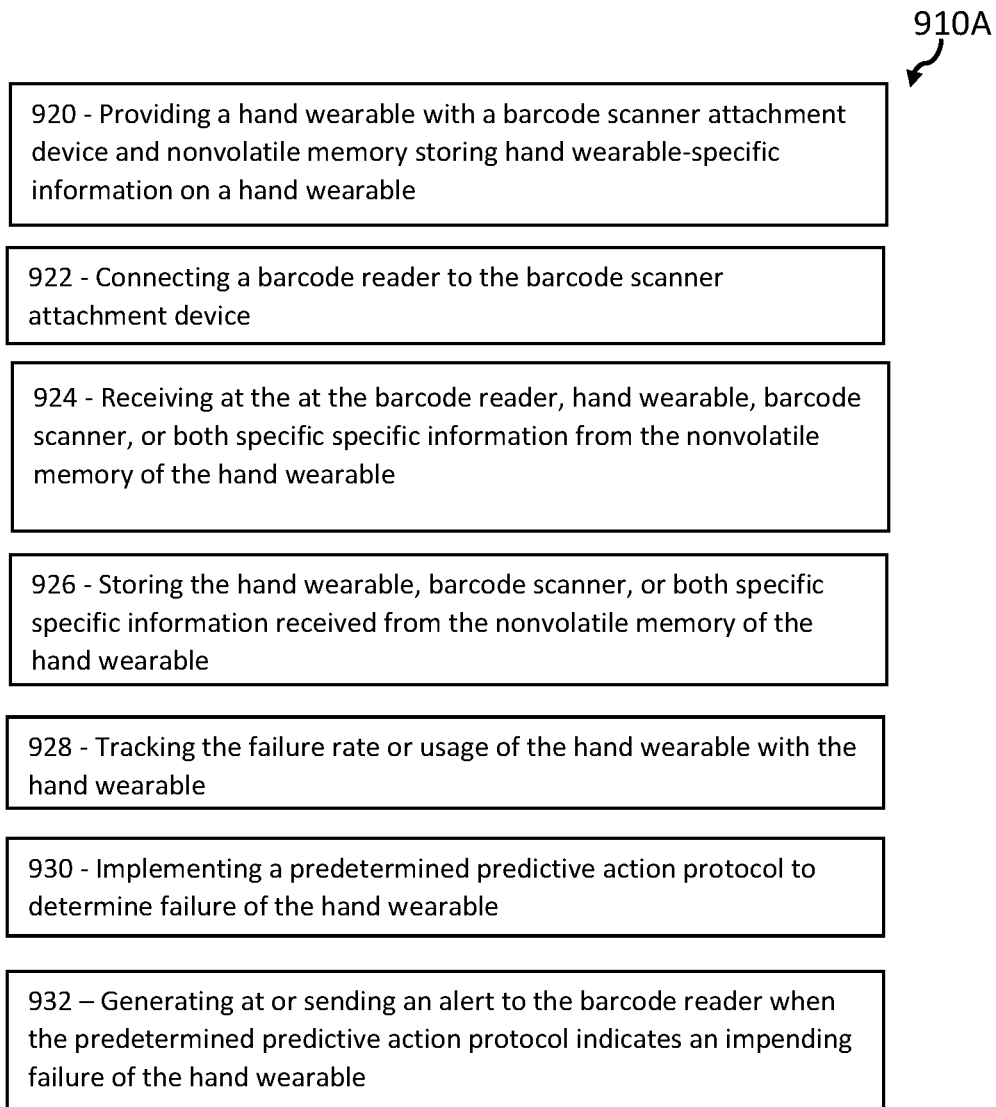 910A
920 - Providing a hand wearable with a barcode scanner attachment
device and nonvolatile memory storing hand wearable-specific
information on a hand wearable
922 - Connecting a barcode reader to the barcode scanner
attachment device
924 - Receiving at the at the barcode reader, hand wearable, barcode
scanner, or both specific specific information from the nonvolatile
memory of the hand wearable
926 - Storing the hand wearable, barcode scanner, or both specific
specific information received from the nonvolatile memory of the
hand wearable
928 - Tracking the failure rate or usage of the hand wearable with the
hand wearable
930 - Implementing a predetermined predictive action protocol to
determine failure of the hand wearable
932 – Generating at or sending an alert to the barcode reader when
the predetermined predictive action protocol indicates an impending
failure of the hand wearable